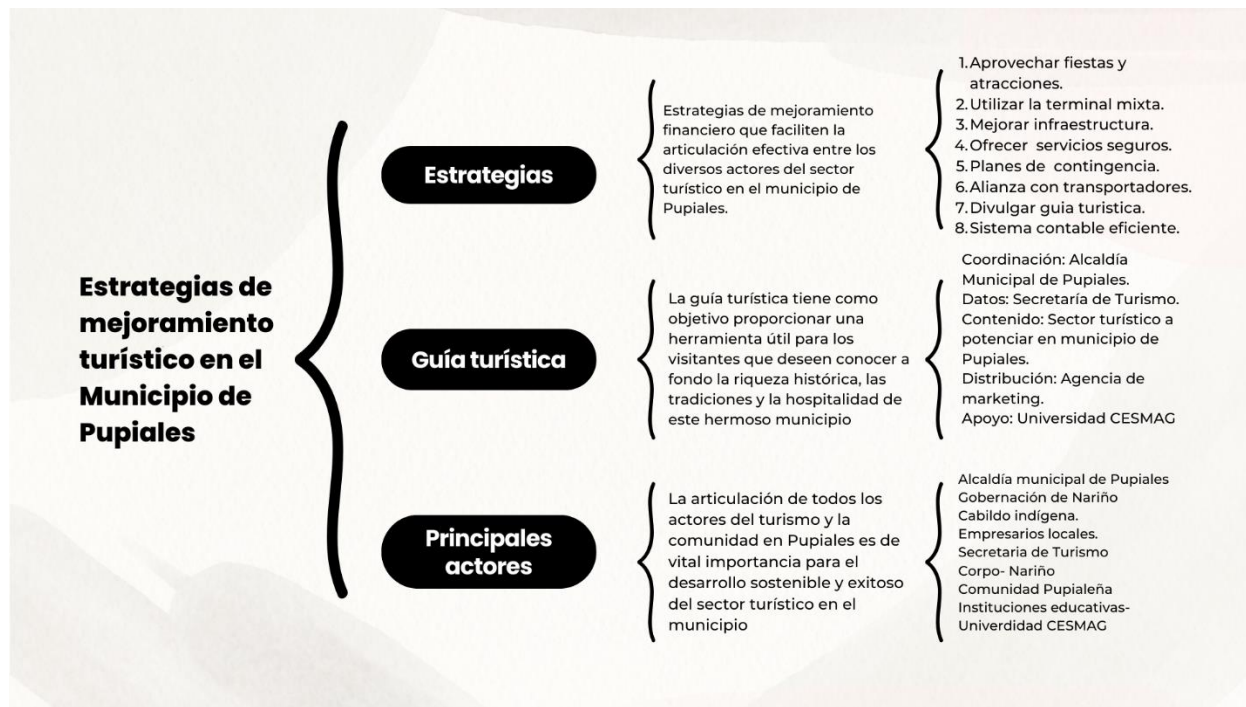 Estrategias de
mejoramiento
turístico en el
Municipio de
Pupiales
Estrategias
Estrategias de mejoramiento
financiero que faciliten la
articulación efectiva entre los
diversos actores del sector
turístico en el municipio de
Pupiales.
1.Aprovechar fiestas y
atracciones.
2.Utilizar la terminal mixta.
3.Mejorar infraestructura.
4.Ofrecer servicios seguros.
5.Planes de contingencia.
6.Alianza con transportadores.
7.Divulgar guia turistica.
8.Sistema contable eficiente.
Guía turística
La guía turística tiene como
objetivo proporcionar una
herramienta útil para los
visitantes que deseen conocer a
fondo la riqueza histórica, las
tradiciones y la hospitalidad de
este hermoso municipio
Coordinación: Alcaldía
Municipal de Pupiales.
Datos: Secretaría de Turismo.
Contenido: Sector turístico a
potenciar en municipio de
Pupiales.
Distribución: Agencia de
marketing.
Apoyo: Universidad CESMAG
Principales
actores
La articulación de todos los
actores del turismo y la
comunidad en Pupiales es de
vital importancia para el
desarrollo sostenible y exitoso
del sector turístico en el
municipio
Alcaldía municipal de Pupiales
Gobernación de Nariño
Cabildo indígena.
Empresarios locales.
Secretaria de Turismo
Corpo- Nariño
Comunidad Pupialeña
Instituciones educativas-
Univerdidad CESMAG